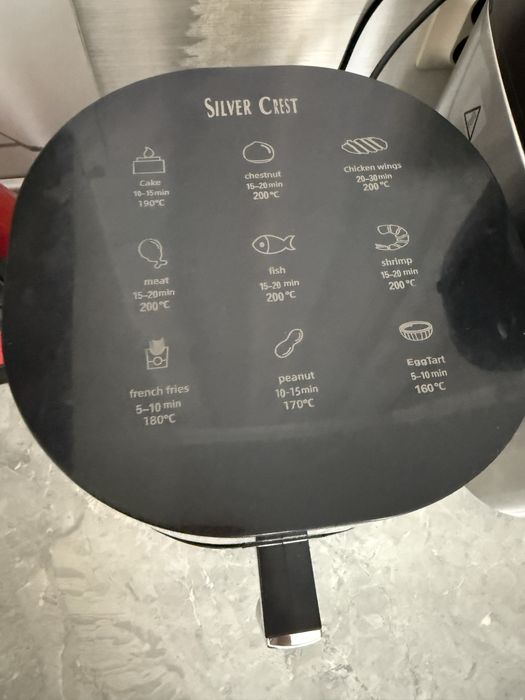 SILVER CREST
Cake
10-15min
190℃
chestnut
15-20min
200℃
Chicken wings
20-30min
200℃
meat
15-20min
200℃
fish
15-20 min
200℃
shrimp
15-20 min
200℃
french fries
5-10 min
180℃
peanut
10-15min
170℃
EggTart
5-10 min
160℃